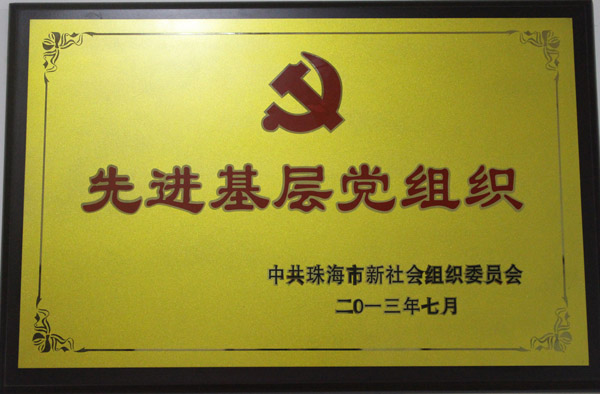 先进基层党组织
中共珠海市新社会组织委员会
二0一三年七月